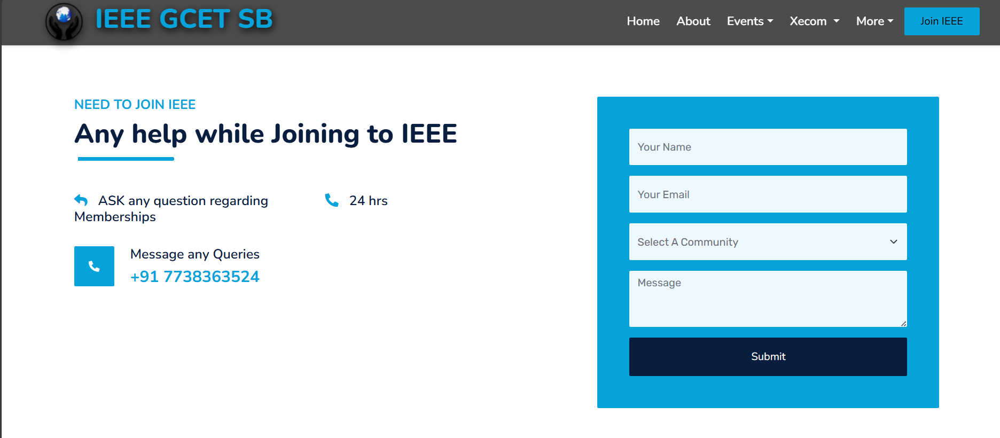 IEEE GCET SB
Home About Events Xecom More Join IEEE
NEED TO JOIN IEEE
Any help while Joining to IEEE
ASK any question regarding
Memberships
24 hrs
Message any Queries
+91 7738363524
Your Name
Your Email
Select A Community
Message
Submit